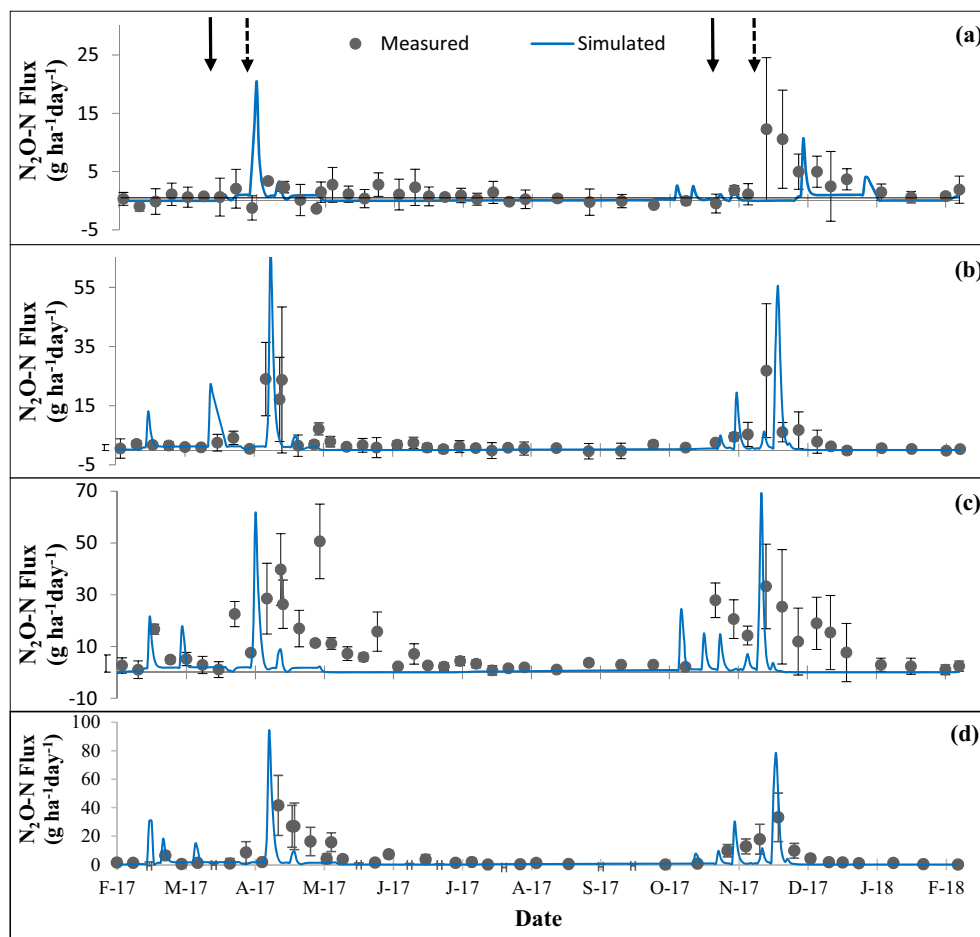 Measured Simulated (a)
N₂O-N Flux
(g ha⁻¹day⁻¹)
25
15
5
-5
(b)
N₂O-N Flux
(g ha⁻¹day⁻¹)
55
35
15
-5
(c)
N₂O-N Flux
(g ha⁻¹day⁻¹)
70
50
30
10
-10
(d)
N₂O-N Flux
(g ha⁻¹day⁻¹)
100
80
60
40
20
0
F-17 M-17 A-17 M-17 J-17 J-17 A-17 S-17 O-17 N-17 D-17 J-18 F-18
Date